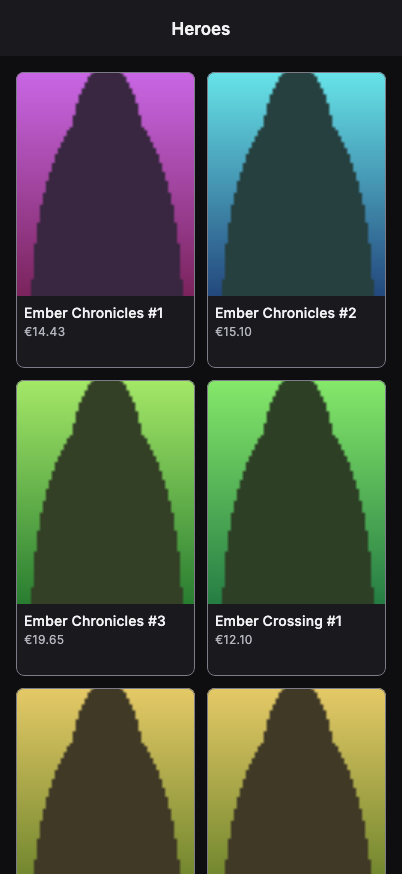 Heroes
Ember Chronicles #1
€14.43
Ember Chronicles #2
€15.10
Ember Chronicles #3
€19.65
Ember Crossing #1
€12.10